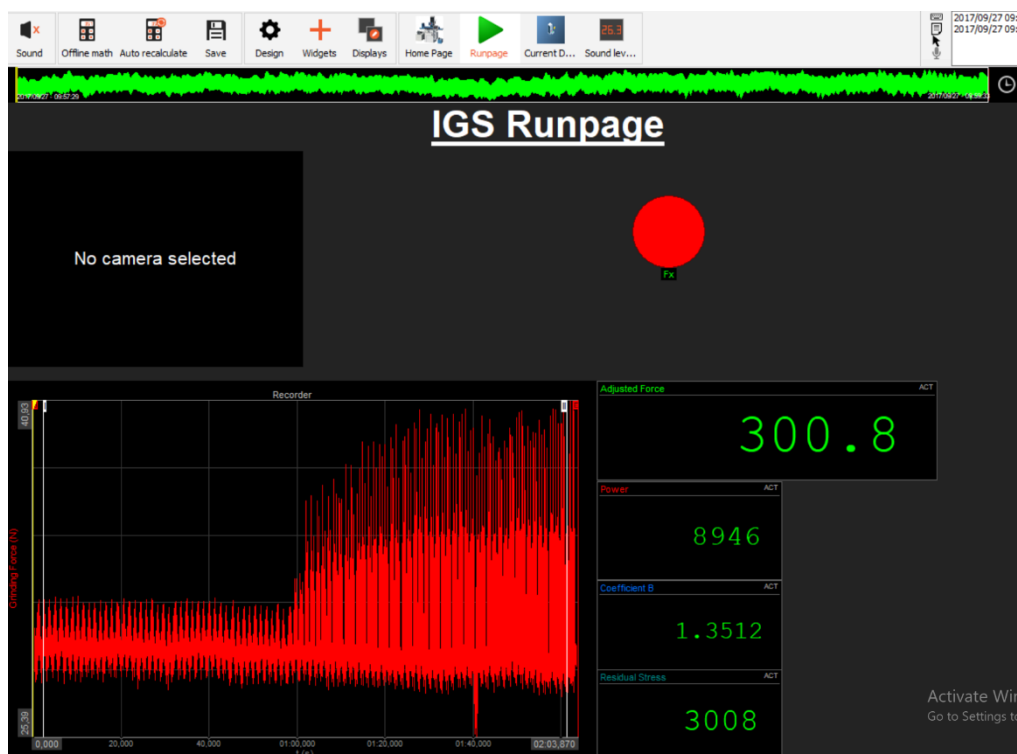 2017/09/27 09:
2017/09/27 09:
Sound
Offline math
Auto recalculate
Save
Design
Widgets
Displays
Home Page
Runpage
Current D...
Sound lev...
26.3
IGS Runpage
No camera selected
Fx
Recorder
40,93
Grinding Force (N)
25,39
0,000
20,000
40,000
01:00,000
01:20,000
01:40,000
02:03,870
t (s)
Adjusted Force
ACT
300.8
Power
ACT
8946
Coefficient B
ACT
1.3512
Residual Stress
ACT
3008
Activate Win
Go to Settings to